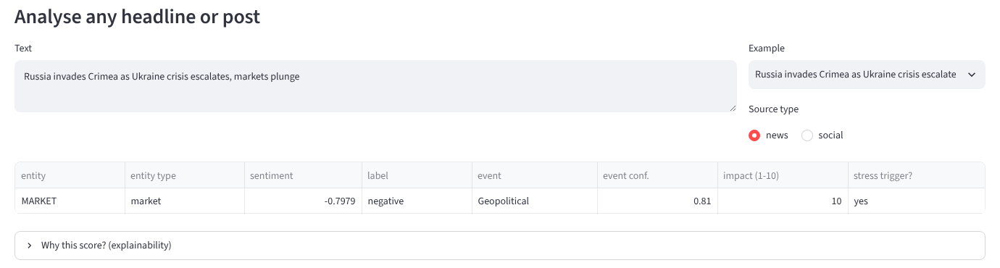 Analyse any headline or post
Text
Example
Russia invades Crimea as Ukraine crisis escalates, markets plunge
Russia invades Crimea as Ukraine crisis escalate
Source type
news social
entity entity type sentiment label event event conf. impact (1-10) stress trigger?
MARKET market -0.7979 negative Geopolitical 0.81 10 yes
Why this score? (explainability)